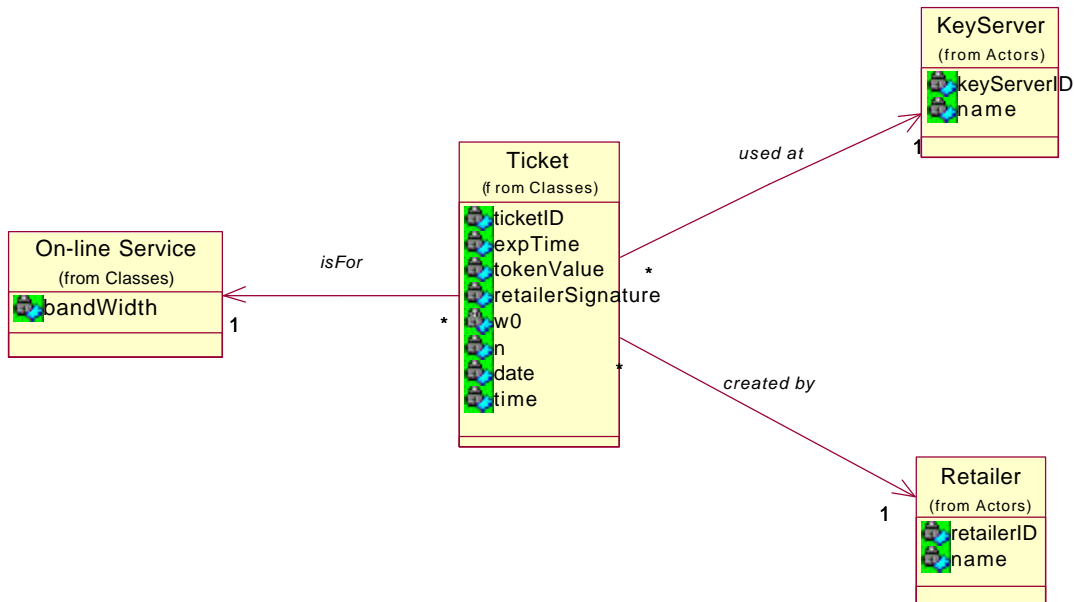 KeyServer
(from Actors)
keyServerID
name
used at
1
Ticket
(from Classes)
ticketID
expTime
tokenValue
retailerSignature
w0
n
date
time
*
*
*
On-line Service
(from Classes)
bandWidth
isFor
1
created by
Retailer
(from Actors)
retailerID
name
1